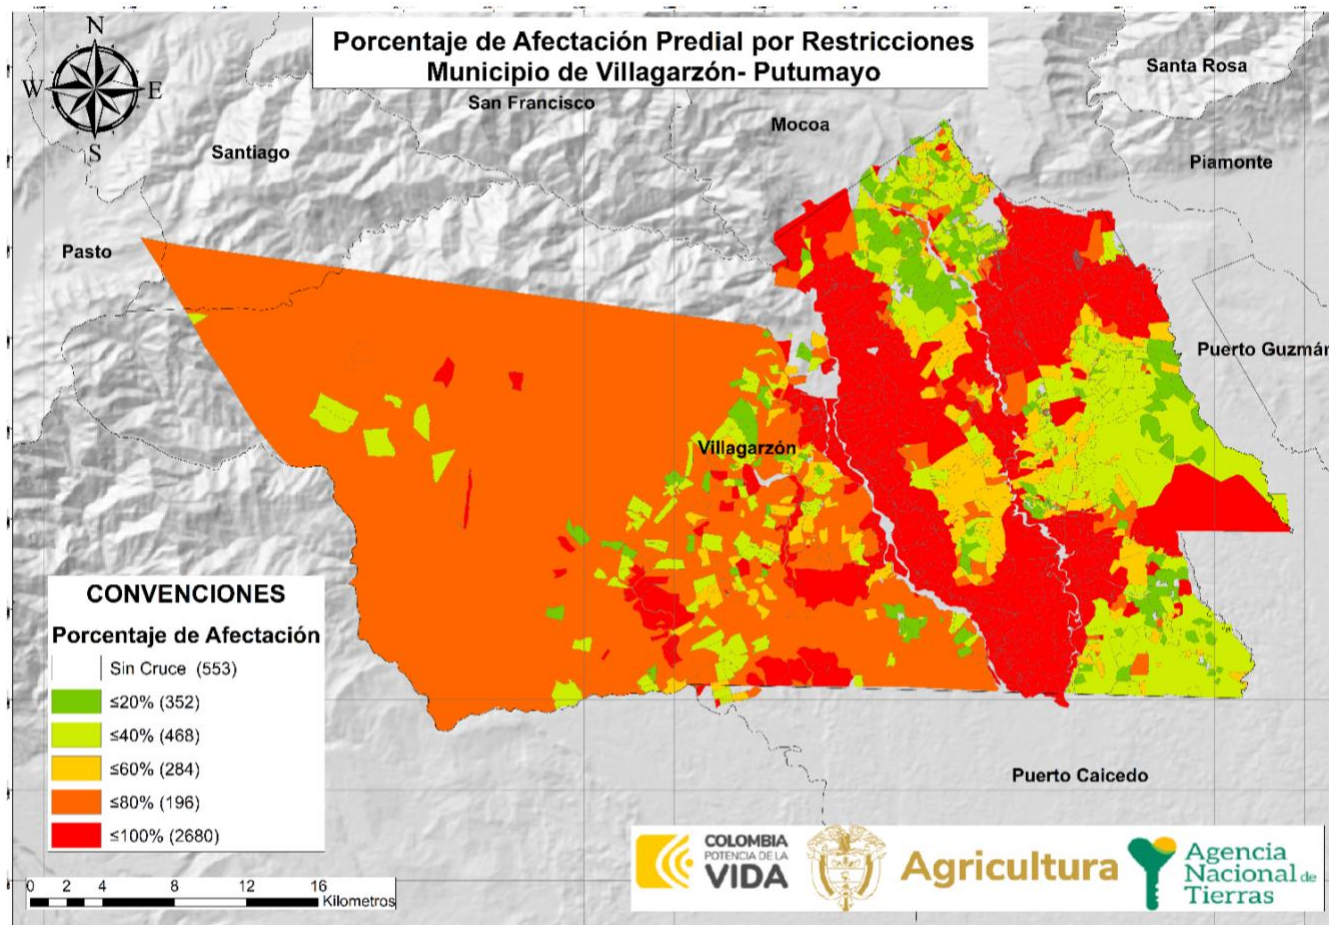 Porcentaje de Afectación Predial por Restricciones
Municipio de Villagarzón- Putumayo
N
W
E
S
Santa Rosa
San Francisco
Mocoa
Santiago
Piamonte
Pasto
Puerto Guzmán
Villagarzón
Puerto Caicedo
CONVENCIONES
Porcentaje de Afectación
Sin Cruce (553)
≤20% (352)
≤40% (468)
≤60% (284)
≤80% (196)
≤100% (2680)
0 2 4 8 12 16
Kilometros
COLOMBIA
POTENCIA DE LA
VIDA
Agricultura
Agencia
Nacional de
Tierras